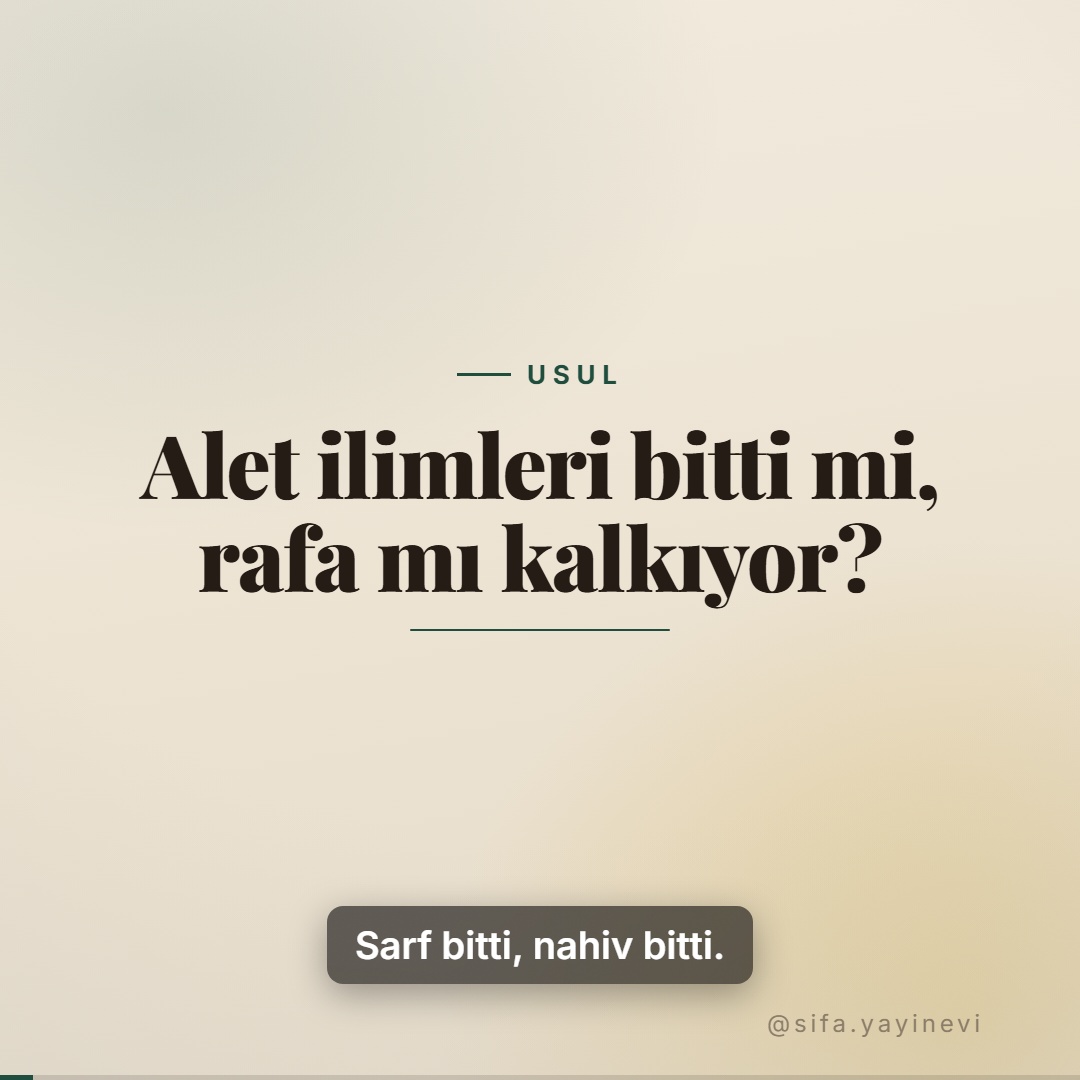 USUL
Alet ilimleri bitti mi,
rafa mı kalkıyor?
Sarf bitti, nahiv bitti.
@sifa.yayinevi